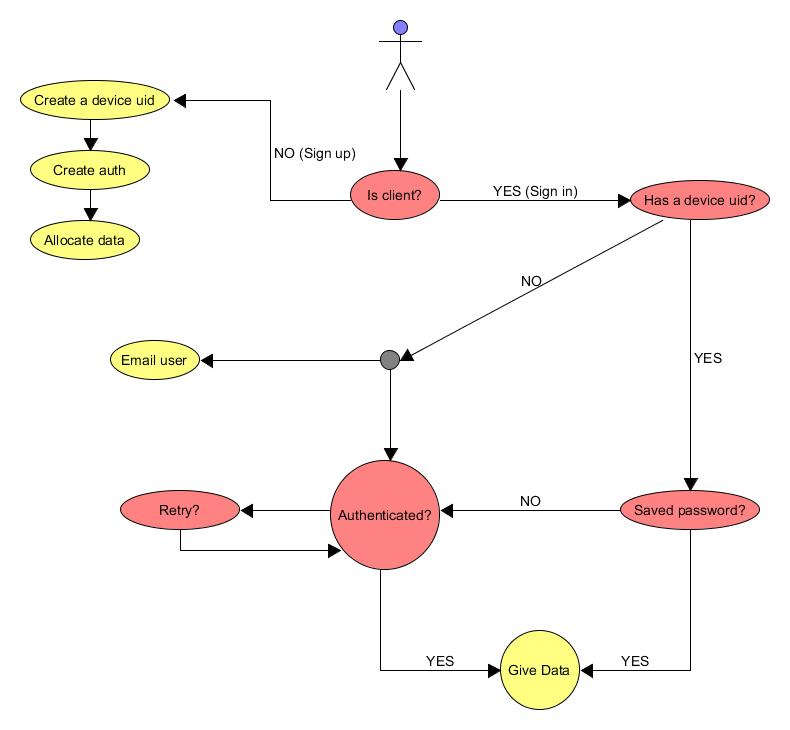 Create a device uid
NO (Sign up)
Create auth
Is client?
YES (Sign in)
Has a device uid?
Allocate data
NO
Email user
YES
Retry?
Authenticated?
NO
Saved password?
YES
Give Data
YES